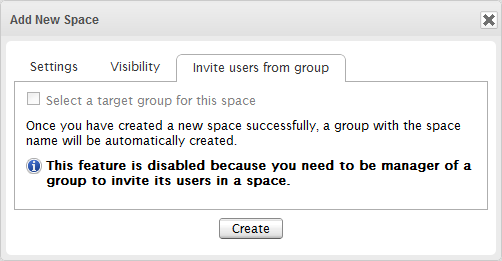 Add New Space
Settings
Visibility
Invite users from group
Select a target group for this space
Once you have created a new space successfully, a group with the space
name will be automatically created.
This feature is disabled because you need to be manager of a
group to invite its users in a space.
Create